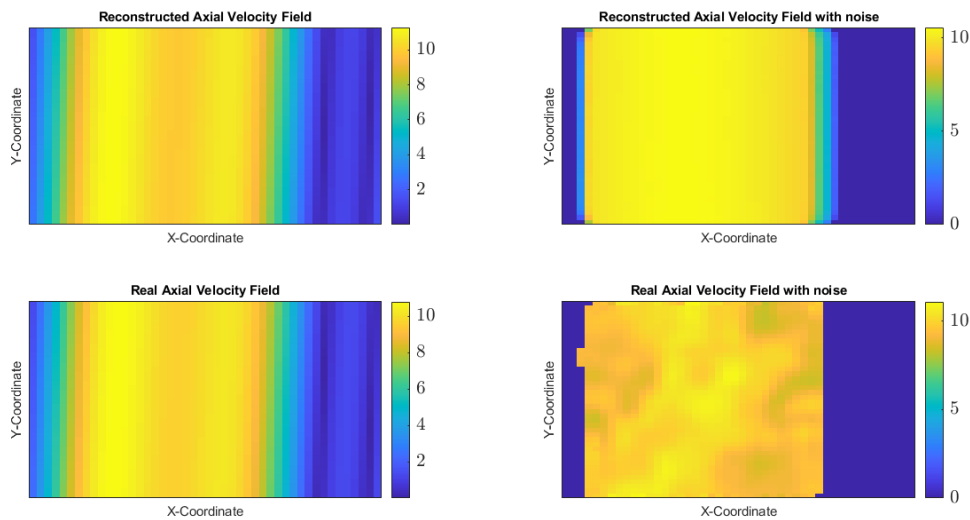 Reconstructed Axial Velocity Field
Y-Coordinate
X-Coordinate
10
8
6
4
2
Reconstructed Axial Velocity Field with noise
Y-Coordinate
X-Coordinate
10
5
0
Real Axial Velocity Field
Y-Coordinate
X-Coordinate
10
8
6
4
2
Real Axial Velocity Field with noise
Y-Coordinate
X-Coordinate
10
5
0